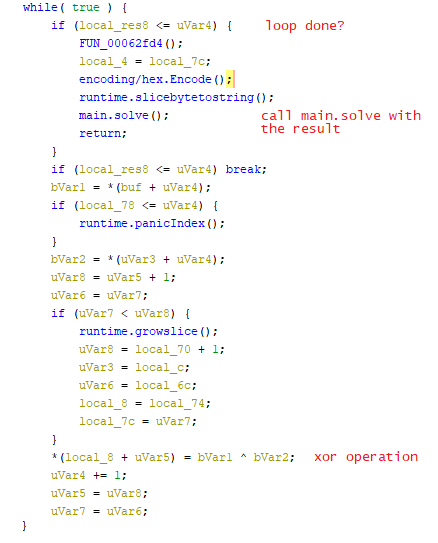 while( true ) {
if (local_res8 <= uVar4) { loop done?
FUN_00062fd4();
local_4 = local_7c;
encoding/hex.Encode();
runtime.slicebytetostring();
main.solve(); call main.solve with
return; the result
}
if (local_res8 <= uVar4) break;
bVar1 = *(buf + uVar4);
if (local_78 <= uVar4) {
runtime.panicIndex();
}
bVar2 = *(uVar3 + uVar4);
uVar8 = uVar5 + 1;
uVar6 = uVar7;
if (uVar7 < uVar8) {
runtime.growslice();
uVar8 = local_70 + 1;
uVar3 = local_c;
uVar6 = local_6c;
local_8 = local_74;
local_7c = uVar7;
}
*(local_8 + uVar5) = bVar1 ^ bVar2; xor operation
uVar4 += 1;
uVar5 = uVar8;
uVar7 = uVar6;
}